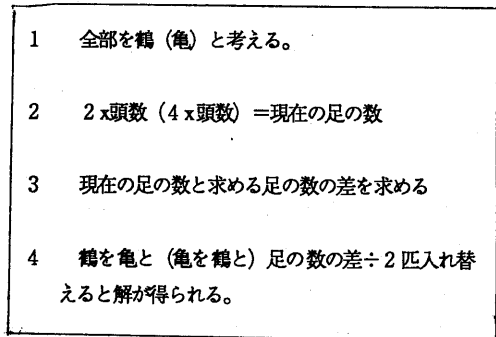 1 全部を鶴（亀）と考える。
2 2x頭数（4x頭数）＝現在の足の数
3 現在の足の数と求める足の数の差を求める
4 鶴を亀と（亀を鶴と）足の数の差÷2匹入れ替
えると解が得られる。